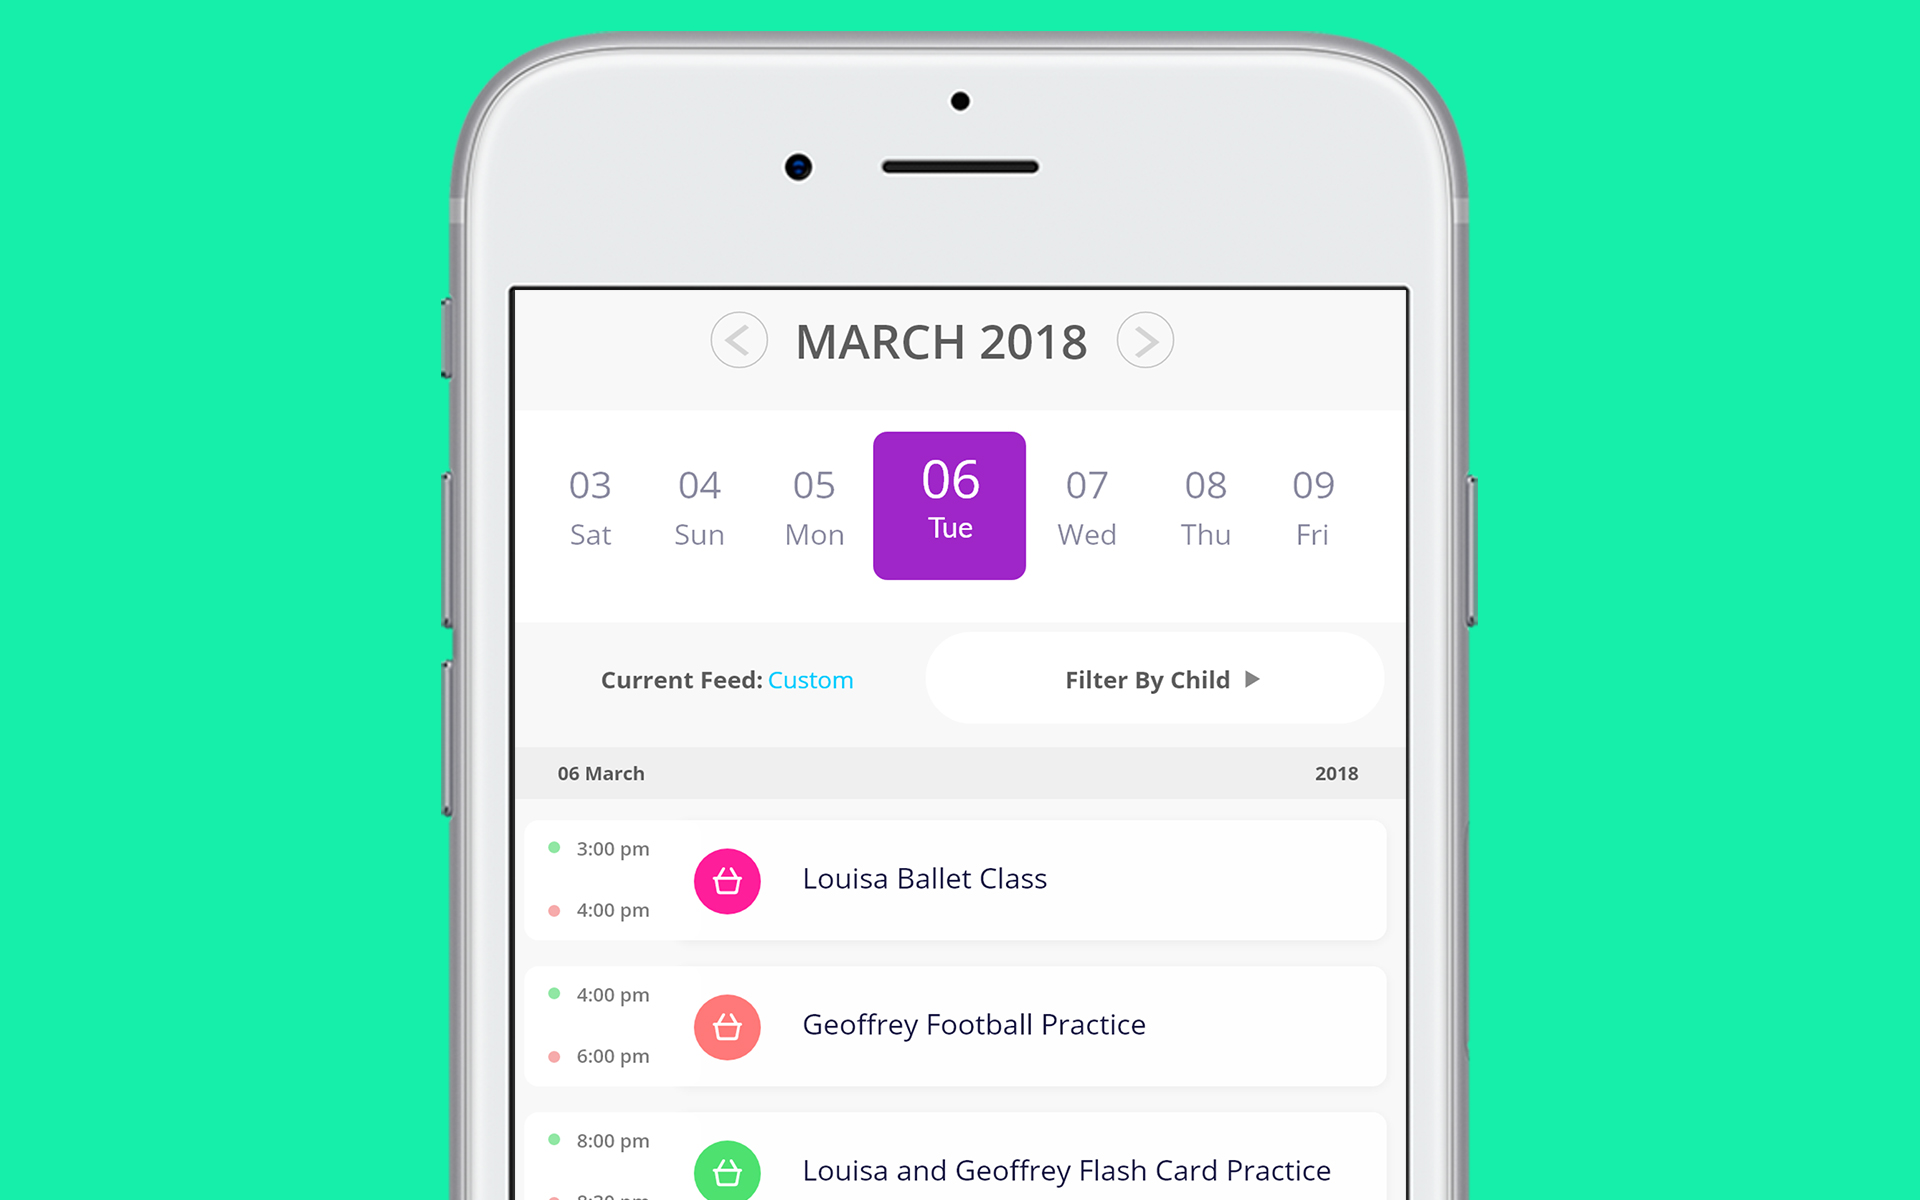 MARCH 2018
03 04 05 06 07 08 09
Sat Sun Mon Tue Wed Thu Fri
Current Feed: Custom
Filter By Child
06 March 2018
3:00 pm
Louisa Ballet Class
4:00 pm
4:00 pm
Geoffrey Football Practice
6:00 pm
8:00 pm
Louisa and Geoffrey Flash Card Practice